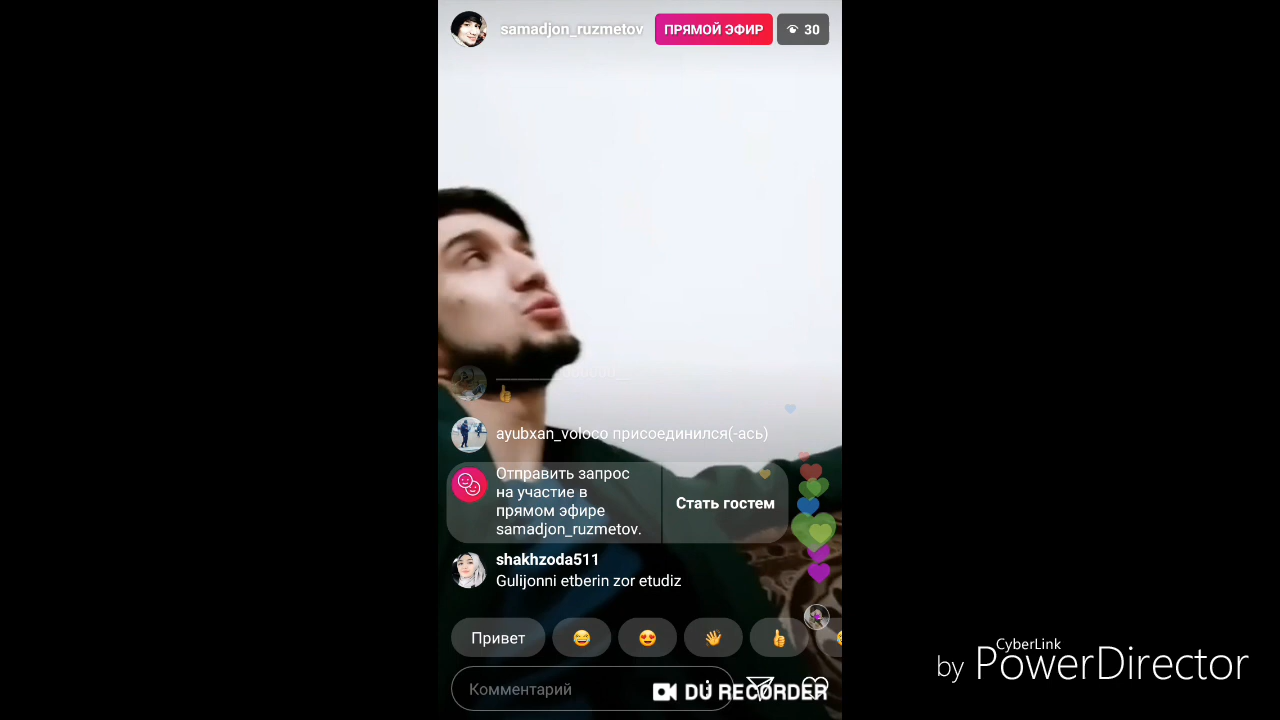 samadjon_ruzmetov
ПРЯМОЙ ЭФИР
30
ayubxan_voloco присоединился(-ась)
Отправить запрос
на участие в
прямом эфире
samadjon_ruzmetov.
Стать гостем
shakhzoda511
Gulijonni etberin zor etudiz
Привет
Комментарий
DU RECORDER
CyberLink
by PowerDirector